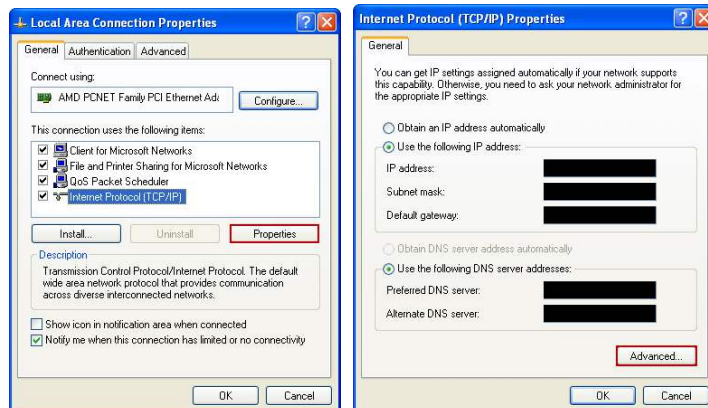 Local Area Connection Properties
General Authentication Advanced
Connect using:
AMD PCNET Family PCI Ethernet Ada
Configure...
This connection uses the following items:
Client for Microsoft Networks
File and Printer Sharing for Microsoft Networks
QoS Packet Scheduler
Internet Protocol (TCP/IP)
Install... Uninstall Properties
Description
Transmission Control Protocol/Internet Protocol. The default
wide area network protocol that provides communication
across diverse interconnected networks.
Show icon in notification area when connected
Notify me when this connection has limited or no connectivity
OK Cancel
Internet Protocol (TCP/IP) Properties
General
You can get IP settings assigned automatically if your network supports
this capability. Otherwise, you need to ask your network administrator for
the appropriate IP settings.
Obtain an IP address automatically
Use the following IP address:
IP address:
Subnet mask:
Default gateway:
Obtain DNS server address automatically
Use the following DNS server addresses:
Preferred DNS server:
Alternate DNS server:
Advanced...
OK Cancel